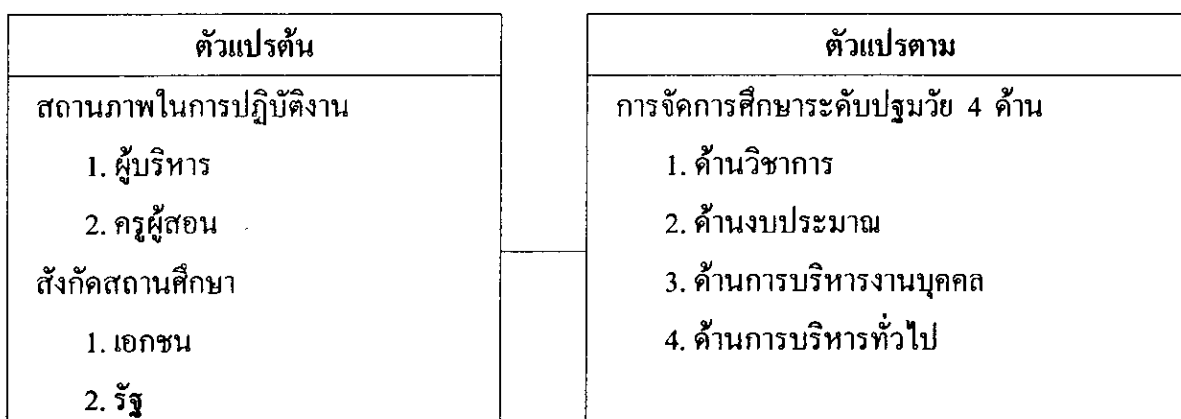 ตัวแปรต้น
สถานภาพในการปฏิบัติงาน
1. ผู้บริหาร
2. ครูผู้สอน
สังกัดสถานศึกษา
1. เอกชน
2. รัฐ
ตัวแปรตาม
การจัดการศึกษาระดับปฐมวัย 4 ด้าน
1. ด้านวิชาการ
2. ด้านงบประมาณ
3. ด้านการบริหารงานบุคคล
4. ด้านการบริหารทั่วไป